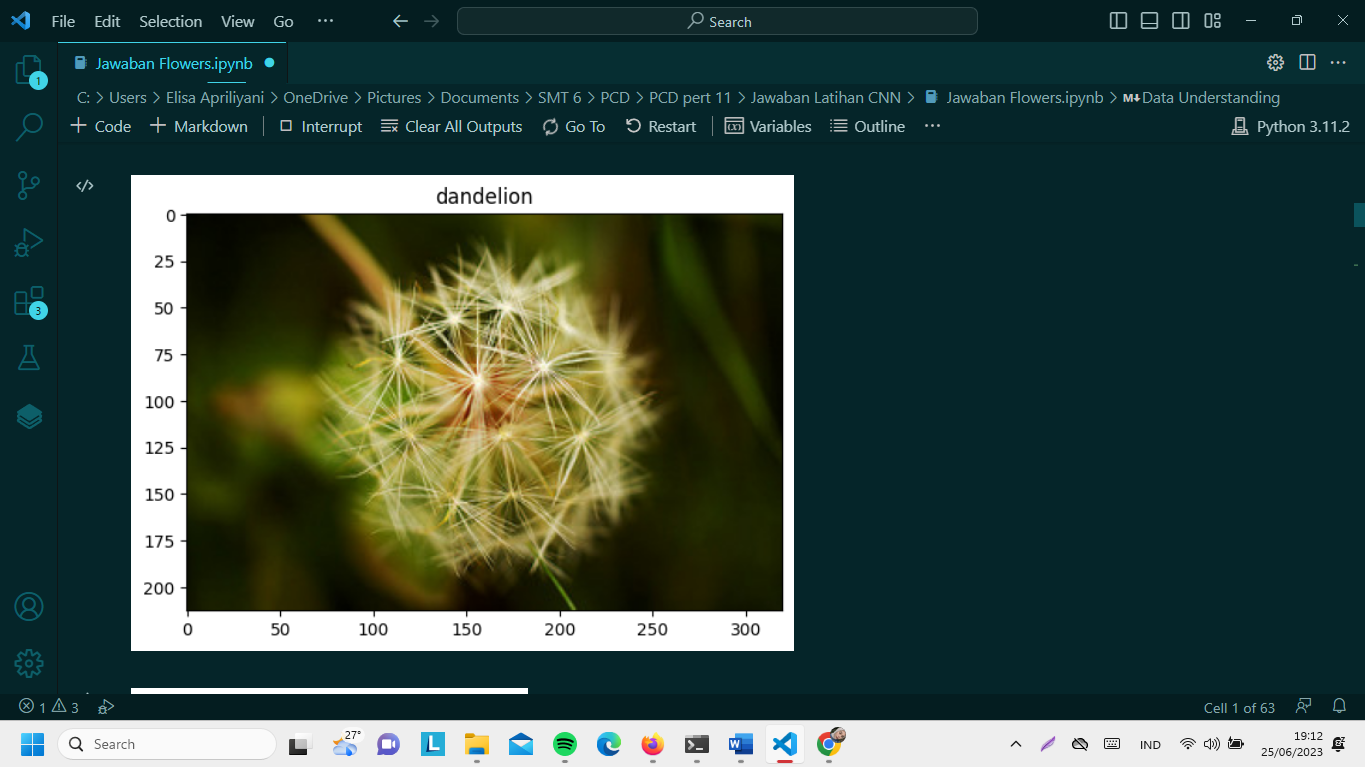 File Edit Selection View Go ··· Search
Jawaban Flowers.ipynb
C: > Users > Elisa Apriliyani > OneDrive > Pictures > Documents > SMT 6 > PCD > PCD pert 11 > Jawaban Latihan CNN > Jawaban Flowers.ipynb > M↓Data Understanding
+ Code + Markdown Interrupt Clear All Outputs Go To Restart Variables Outline ··· Python 3.11.2
1
3
dandelion
0
25
50
75
100
125
150
175
200
0 50 100 150 200 250 300
1 3 Cell 1 of 63
Search 27° IND 19:12
25/06/2023